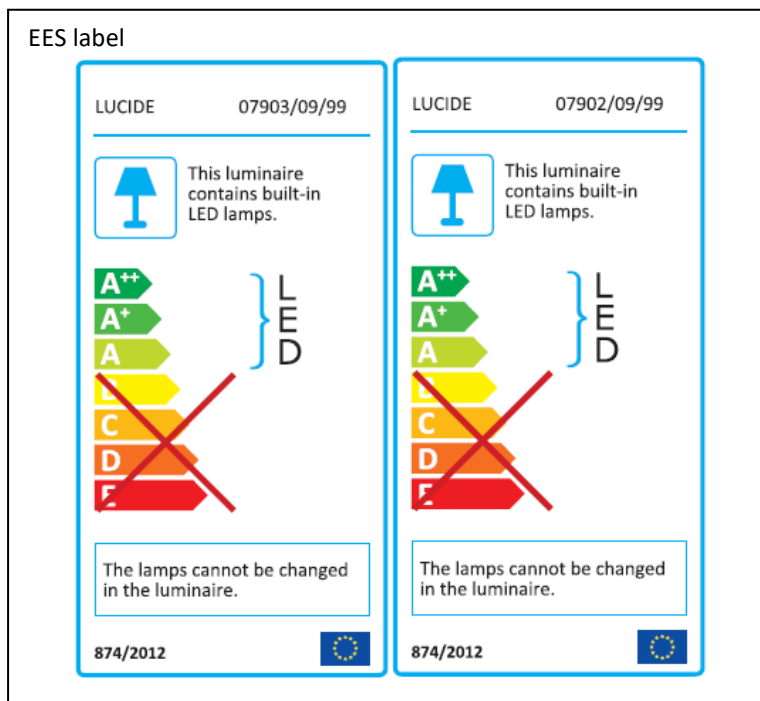 EES label
LUCIDE 07903/09/99
This luminaire
contains built-in
LED lamps.
A++
A+
A
B
C
D
E
L
E
D
The lamps cannot be changed
in the luminaire.
874/2012
LUCIDE 07902/09/99
This luminaire
contains built-in
LED lamps.
A++
A+
A
B
C
D
E
L
E
D
The lamps cannot be changed
in the luminaire.
874/2012